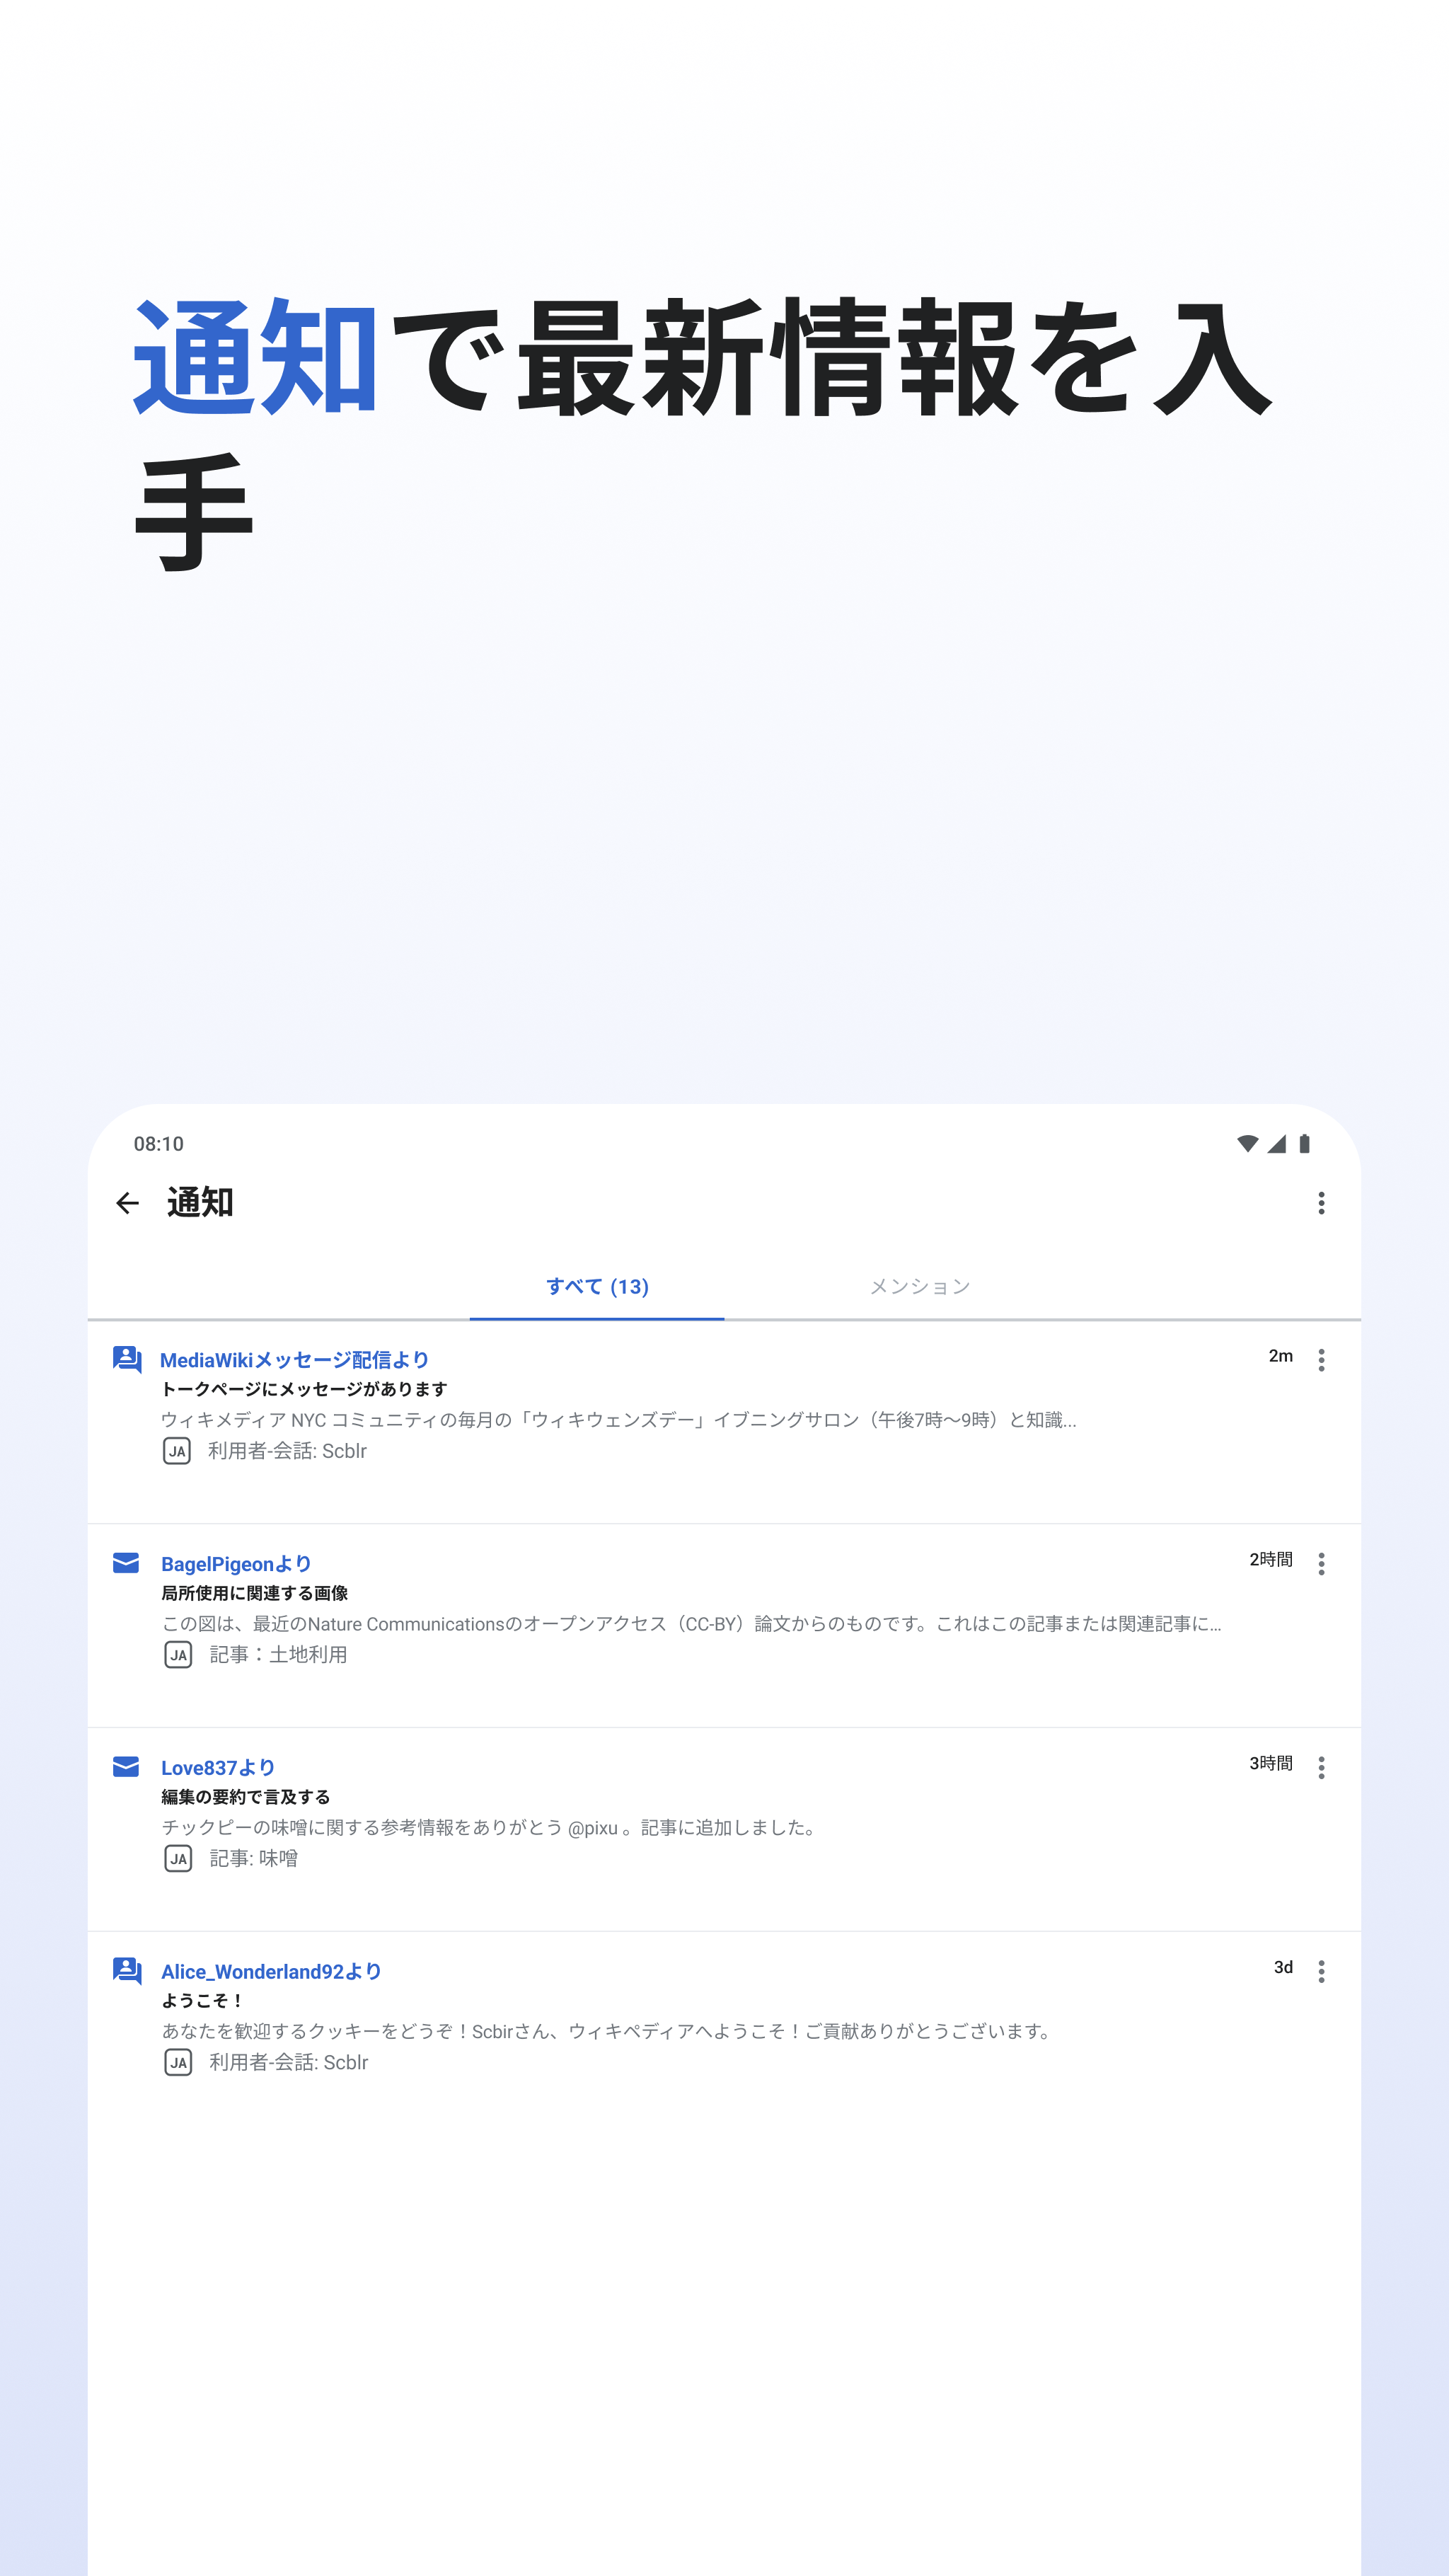 通知で最新情報を入
手
08:10
通知
すべて (13) メンション
MediaWikiメッセージ配信より 2m
トークページにメッセージがあります
ウィキメディア NYC コミュニティの毎月の「ウィキウェンズデー」イブニングサロン（午後7時〜9時）と知識...
JA 利用者-会話: Scblr
BagelPigeonより 2時間
局所使用に関連する画像
この図は、最近のNature Communicationsのオープンアクセス（CC-BY）論文からのものです。これはこの記事または関連記事に...
JA 記事：土地利用
Love837より 3時間
編集の要約で言及する
チックピーの味噌に関する参考情報をありがとう @pixu 。記事に追加しました。
JA 記事: 味噌
Alice_Wonderland92より 3d
ようこそ！
あなたを歓迎するクッキーをどうぞ！Scbirさん、ウィキペディアへようこそ！ご貢献ありがとうございます。
JA 利用者-会話: Scblr